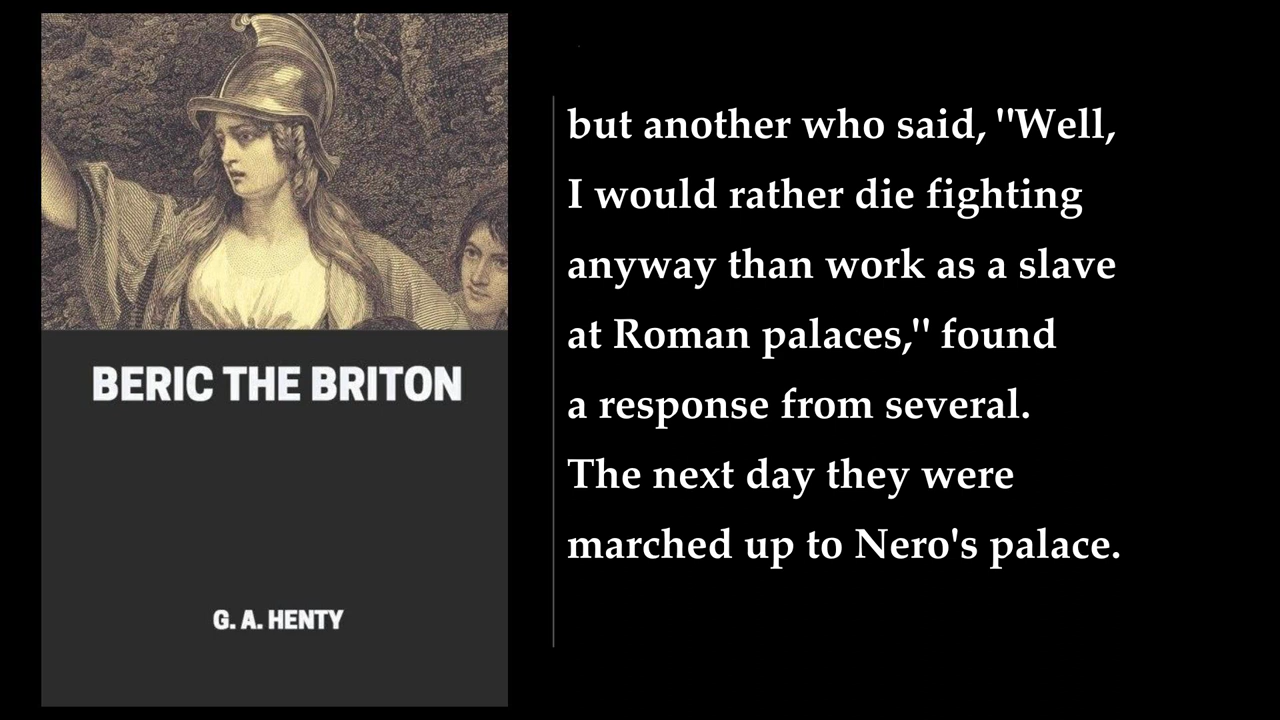 BERIC THE BRITON
G. A. HENTY
but another who said, "Well,
I would rather die fighting
anyway than work as a slave
at Roman palaces," found
a response from several.
The next day they were
marched up to Nero's palace.